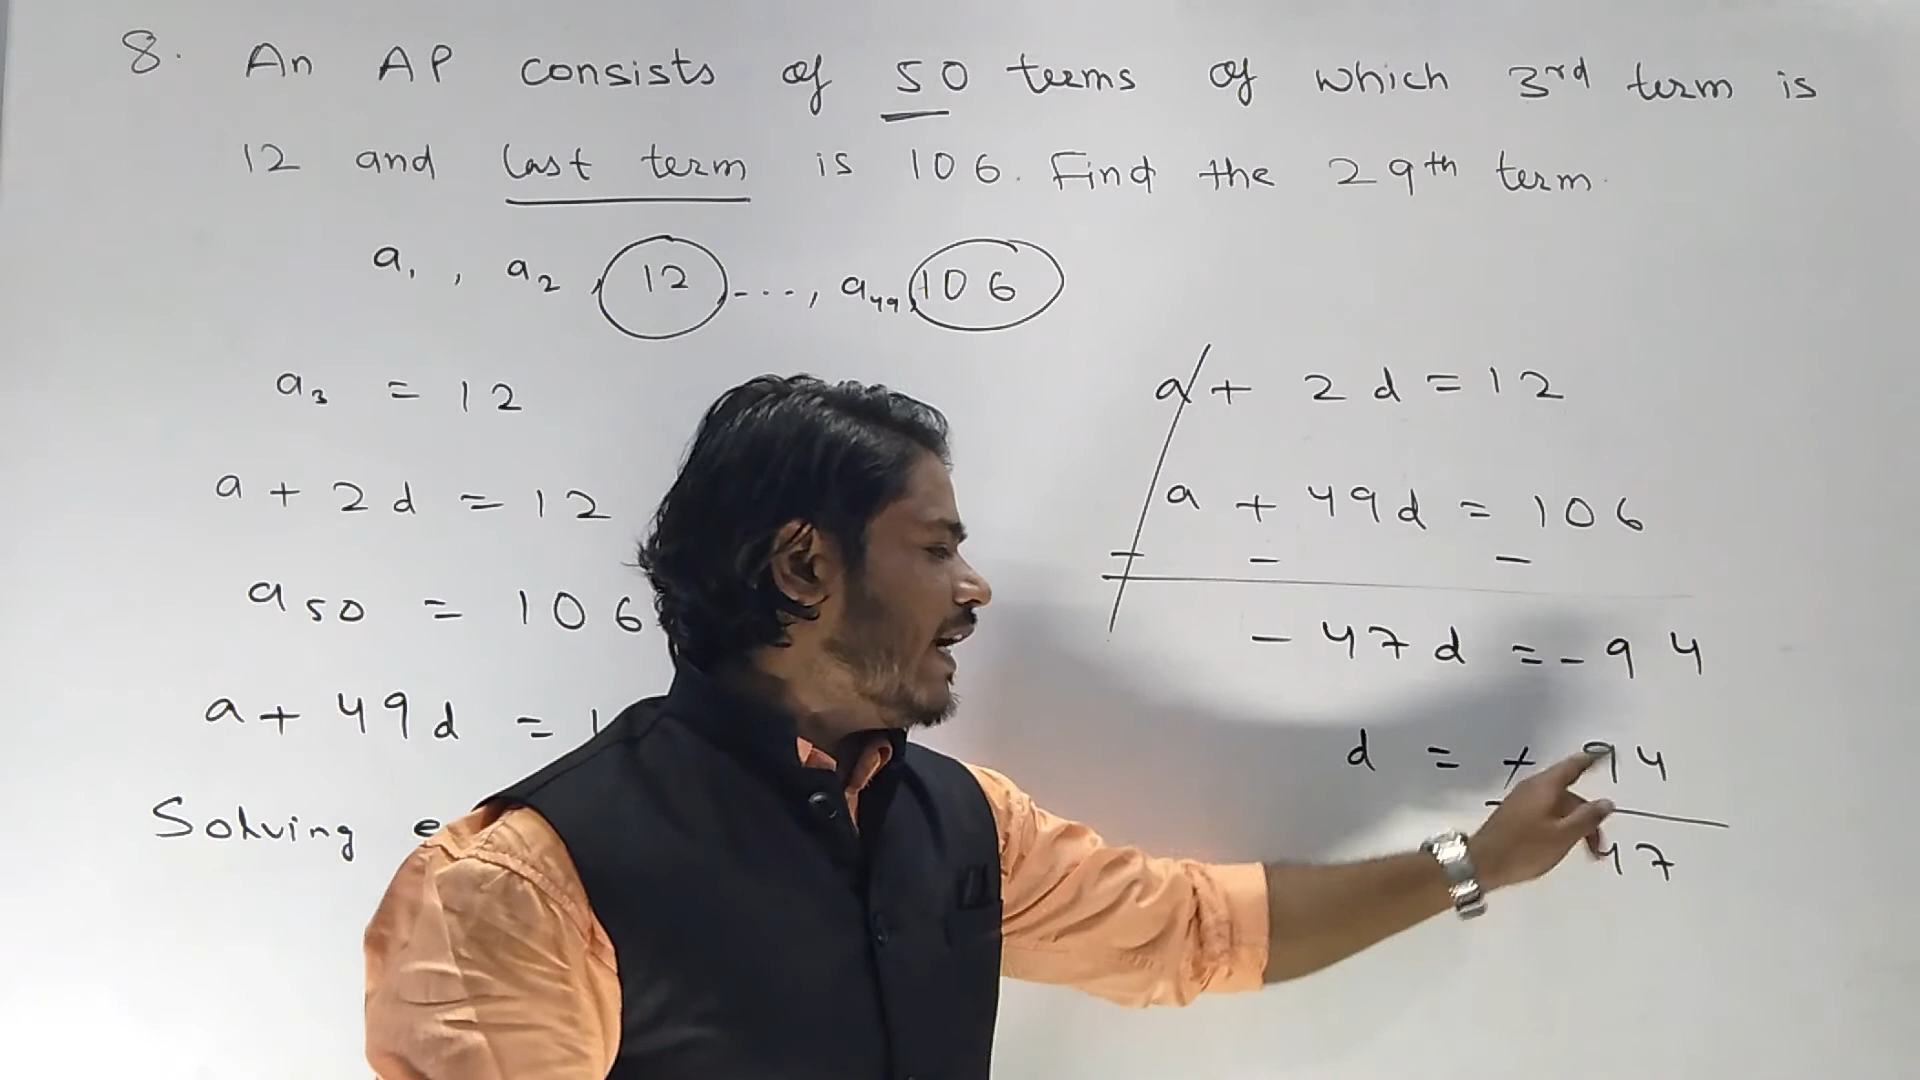 8. An AP consists of 50 terms of which 3rd term is
12 and last term is 106. Find the 29th term.
a1, a2, 12, ---, a49, 106
a3 = 12
a + 2d = 12
a50 = 106
a + 49d = 1
Solving
a + 2d = 12
a + 49d = 106
- - -
- 47d = - 94
d = + 94
47